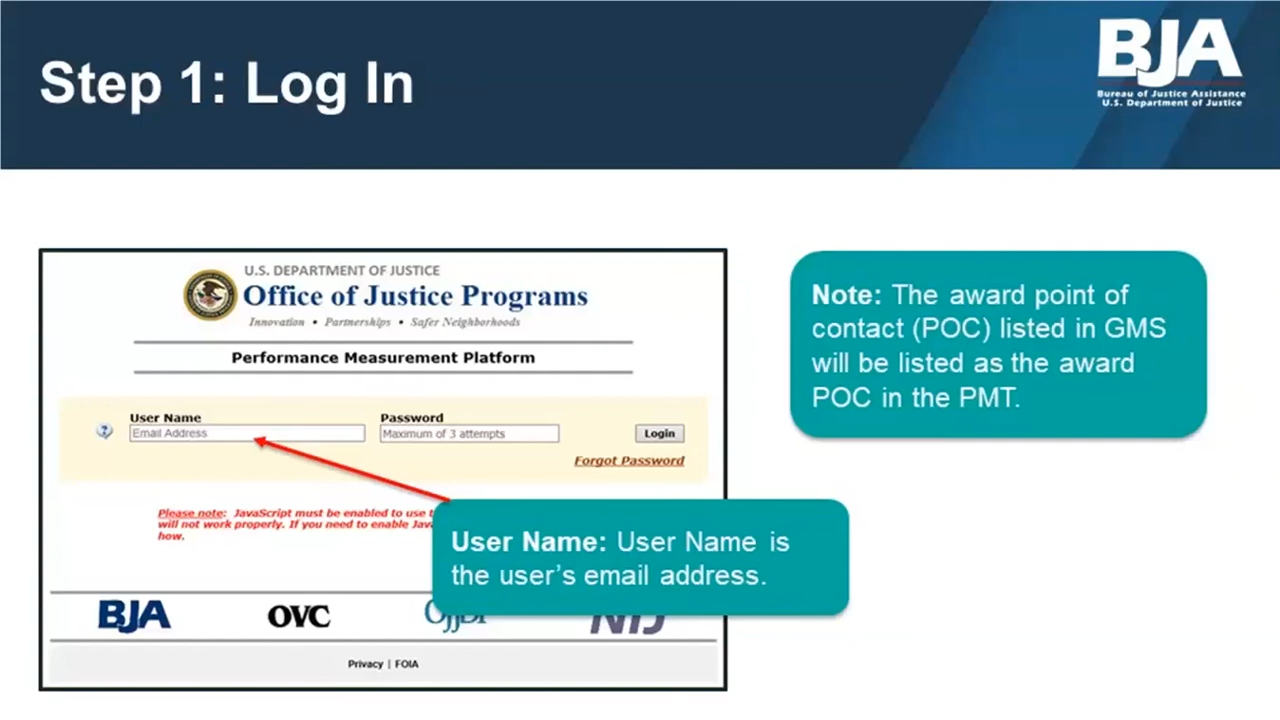 Step 1: Log In
BJA
Bureau of Justice Assistance
U.S. Department of Justice
U.S. DEPARTMENT OF JUSTICE
Office of Justice Programs
Innovation • Partnerships • Safer Neighborhoods
Performance Measurement Platform
User Name
Email Address
Password
Maximum of 3 attempts
Login
Forgot Password
Please note: JavaScript must be enabled to use
will not work properly. If you need to enable
how.
Note: The award point of
contact (POC) listed in GMS
will be listed as the award
POC in the PMT.
User Name: User Name is
the user's email address.
BJA
OVC
OJJDP
NIJ
Privacy | FOIA